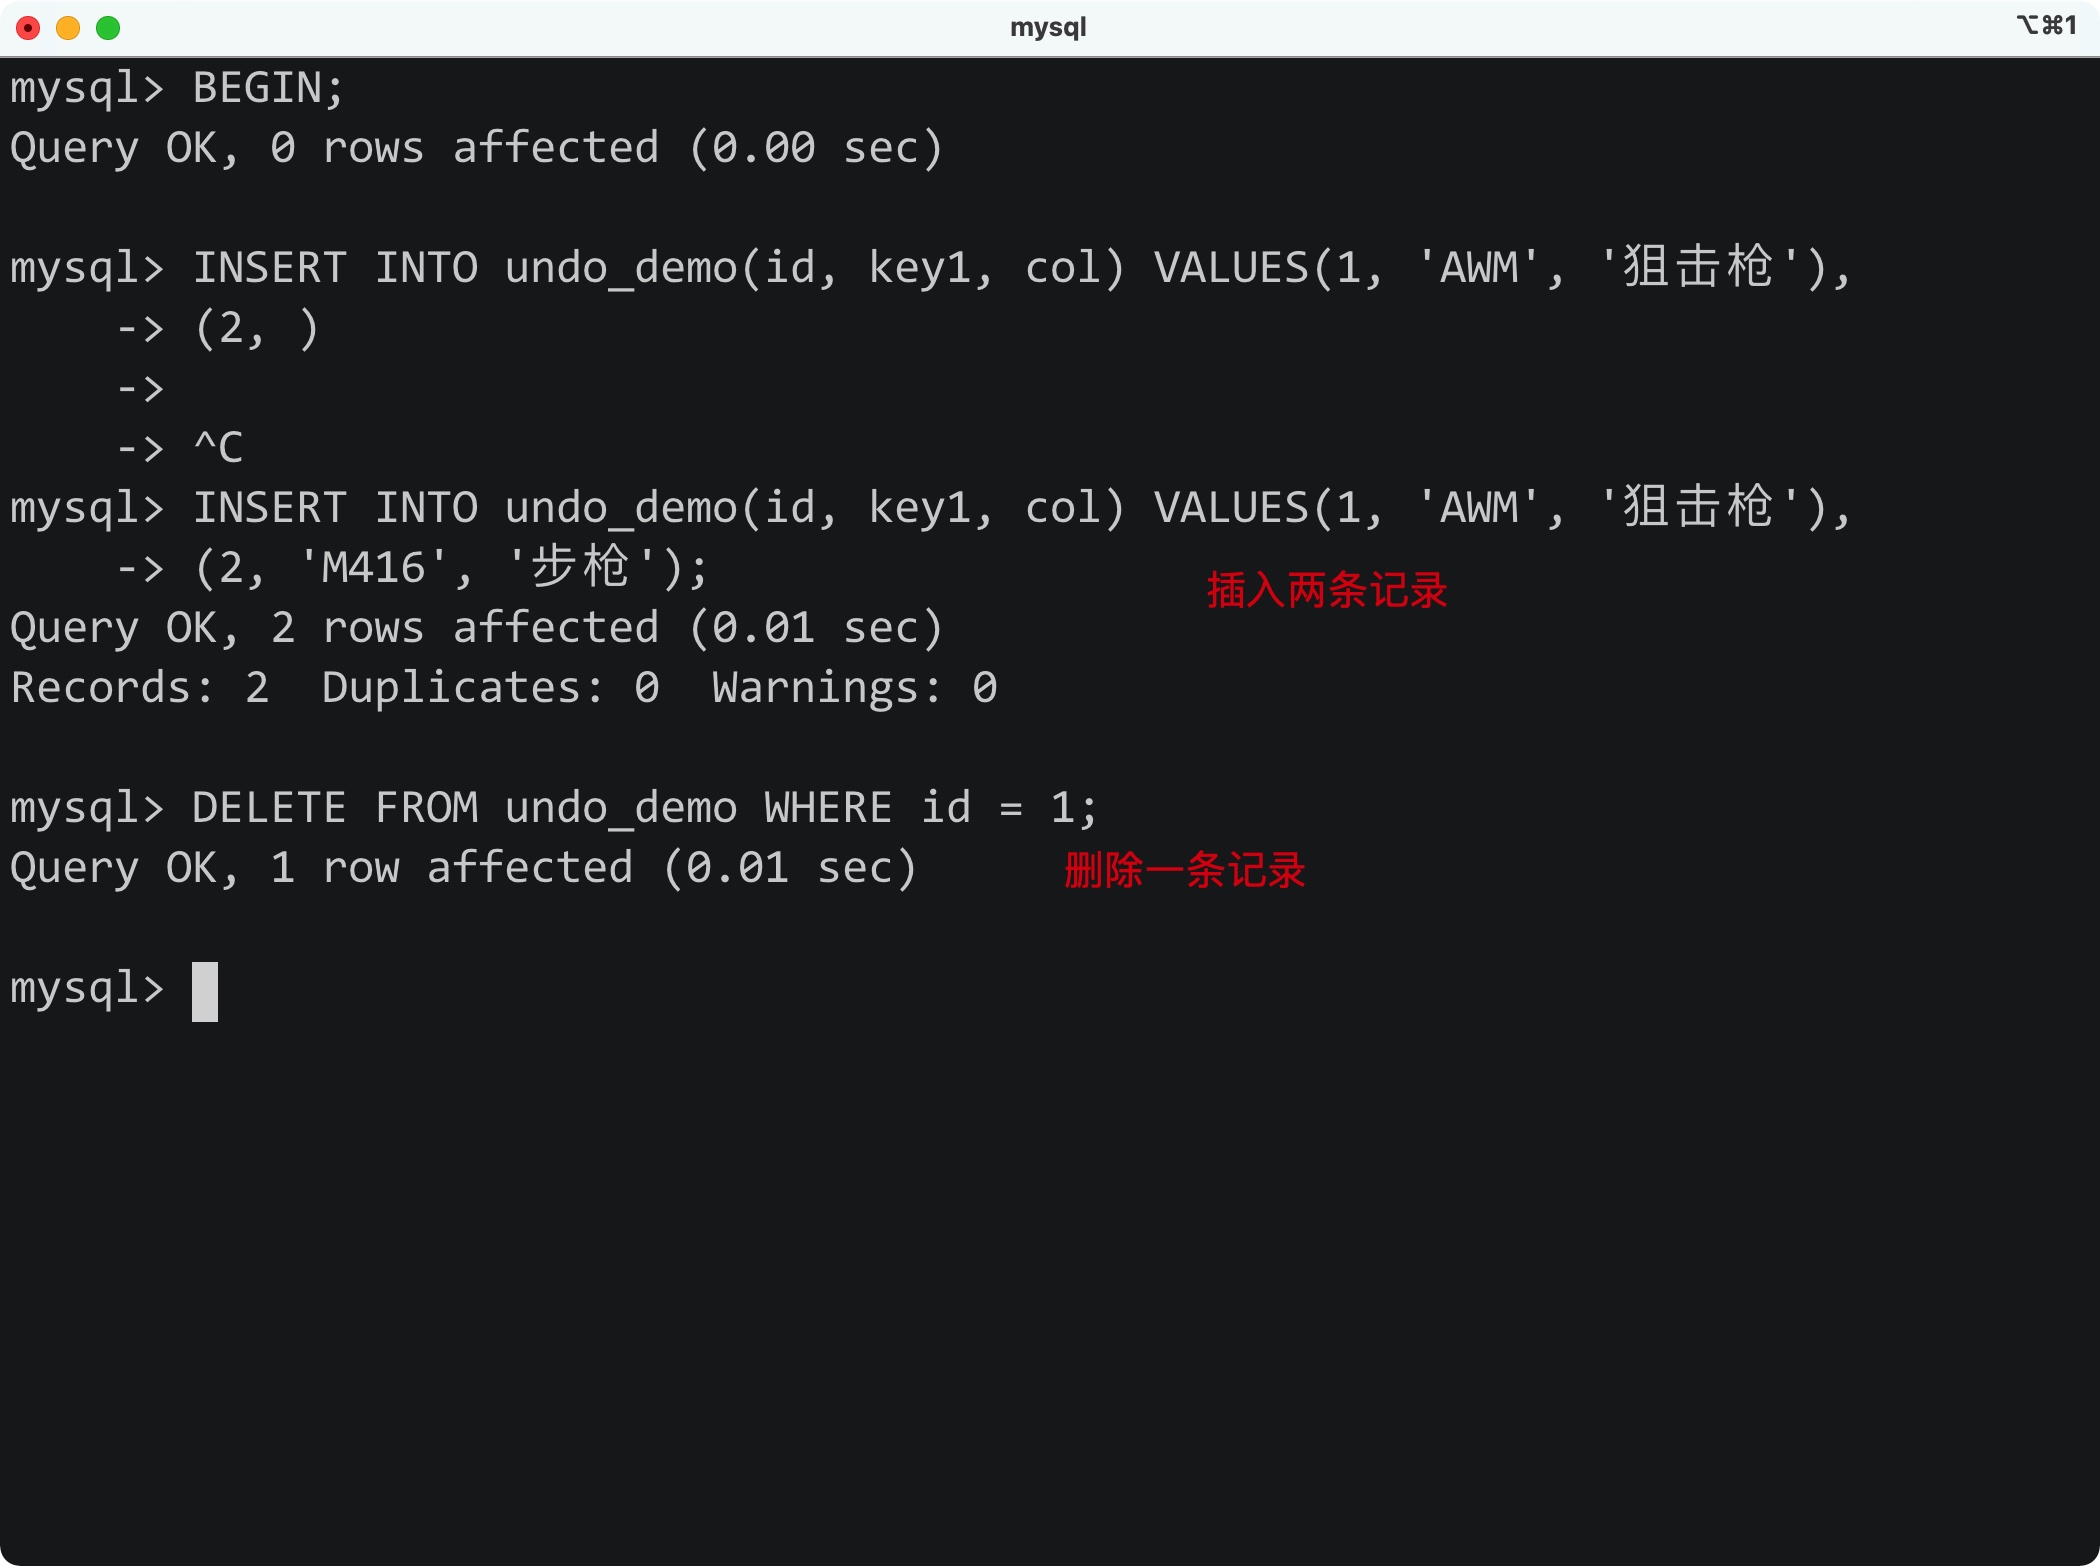 mysql
⌥⌘1
mysql> BEGIN;
Query OK, 0 rows affected (0.00 sec)
mysql> INSERT INTO undo_demo(id, key1, col) VALUES(1, 'AWM', '狙击枪'),
    -> (2, )
    ->
    -> ^C
mysql> INSERT INTO undo_demo(id, key1, col) VALUES(1, 'AWM', '狙击枪'),
    -> (2, 'M416', '步枪');
插入两条记录
Query OK, 2 rows affected (0.01 sec)
Records: 2  Duplicates: 0  Warnings: 0
mysql> DELETE FROM undo_demo WHERE id = 1;
Query OK, 1 row affected (0.01 sec)
删除一条记录
mysql>